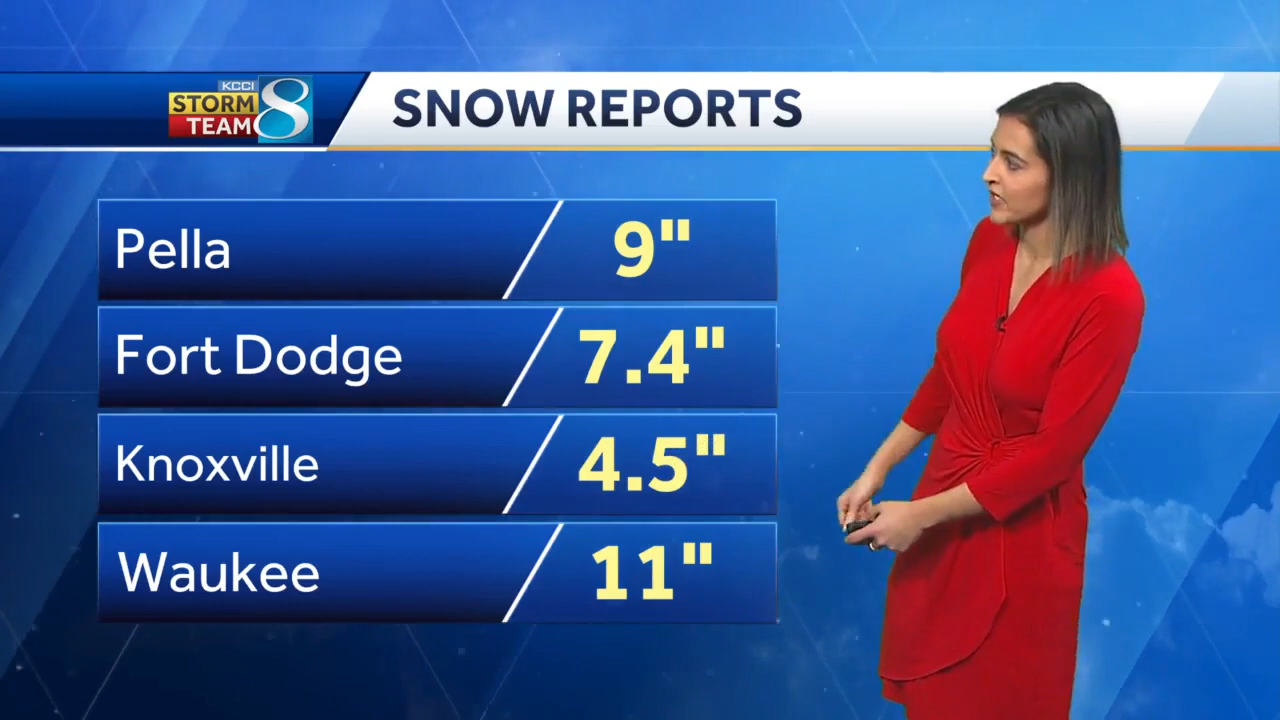 KCCI
STORM
TEAM 8
SNOW REPORTS
Pella 9"
Fort Dodge 7.4"
Knoxville 4.5"
Waukee 11"